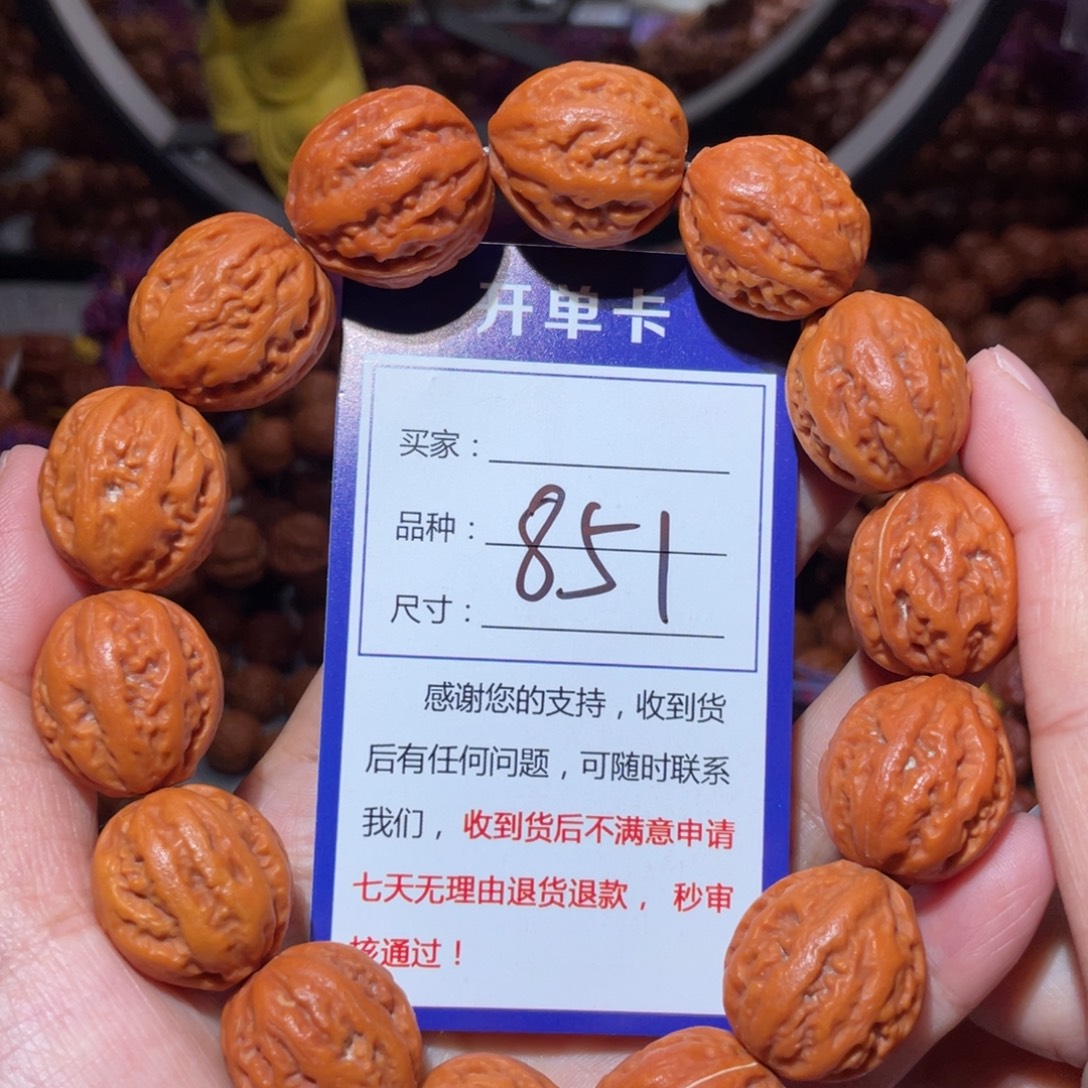 开单卡
买家：
品种：
851
尺寸：
感谢您的支持，收到货
后有任何问题，可随时联系
我们，收到货后不满意申请
七天无理由退货退款，秒审
核通过！